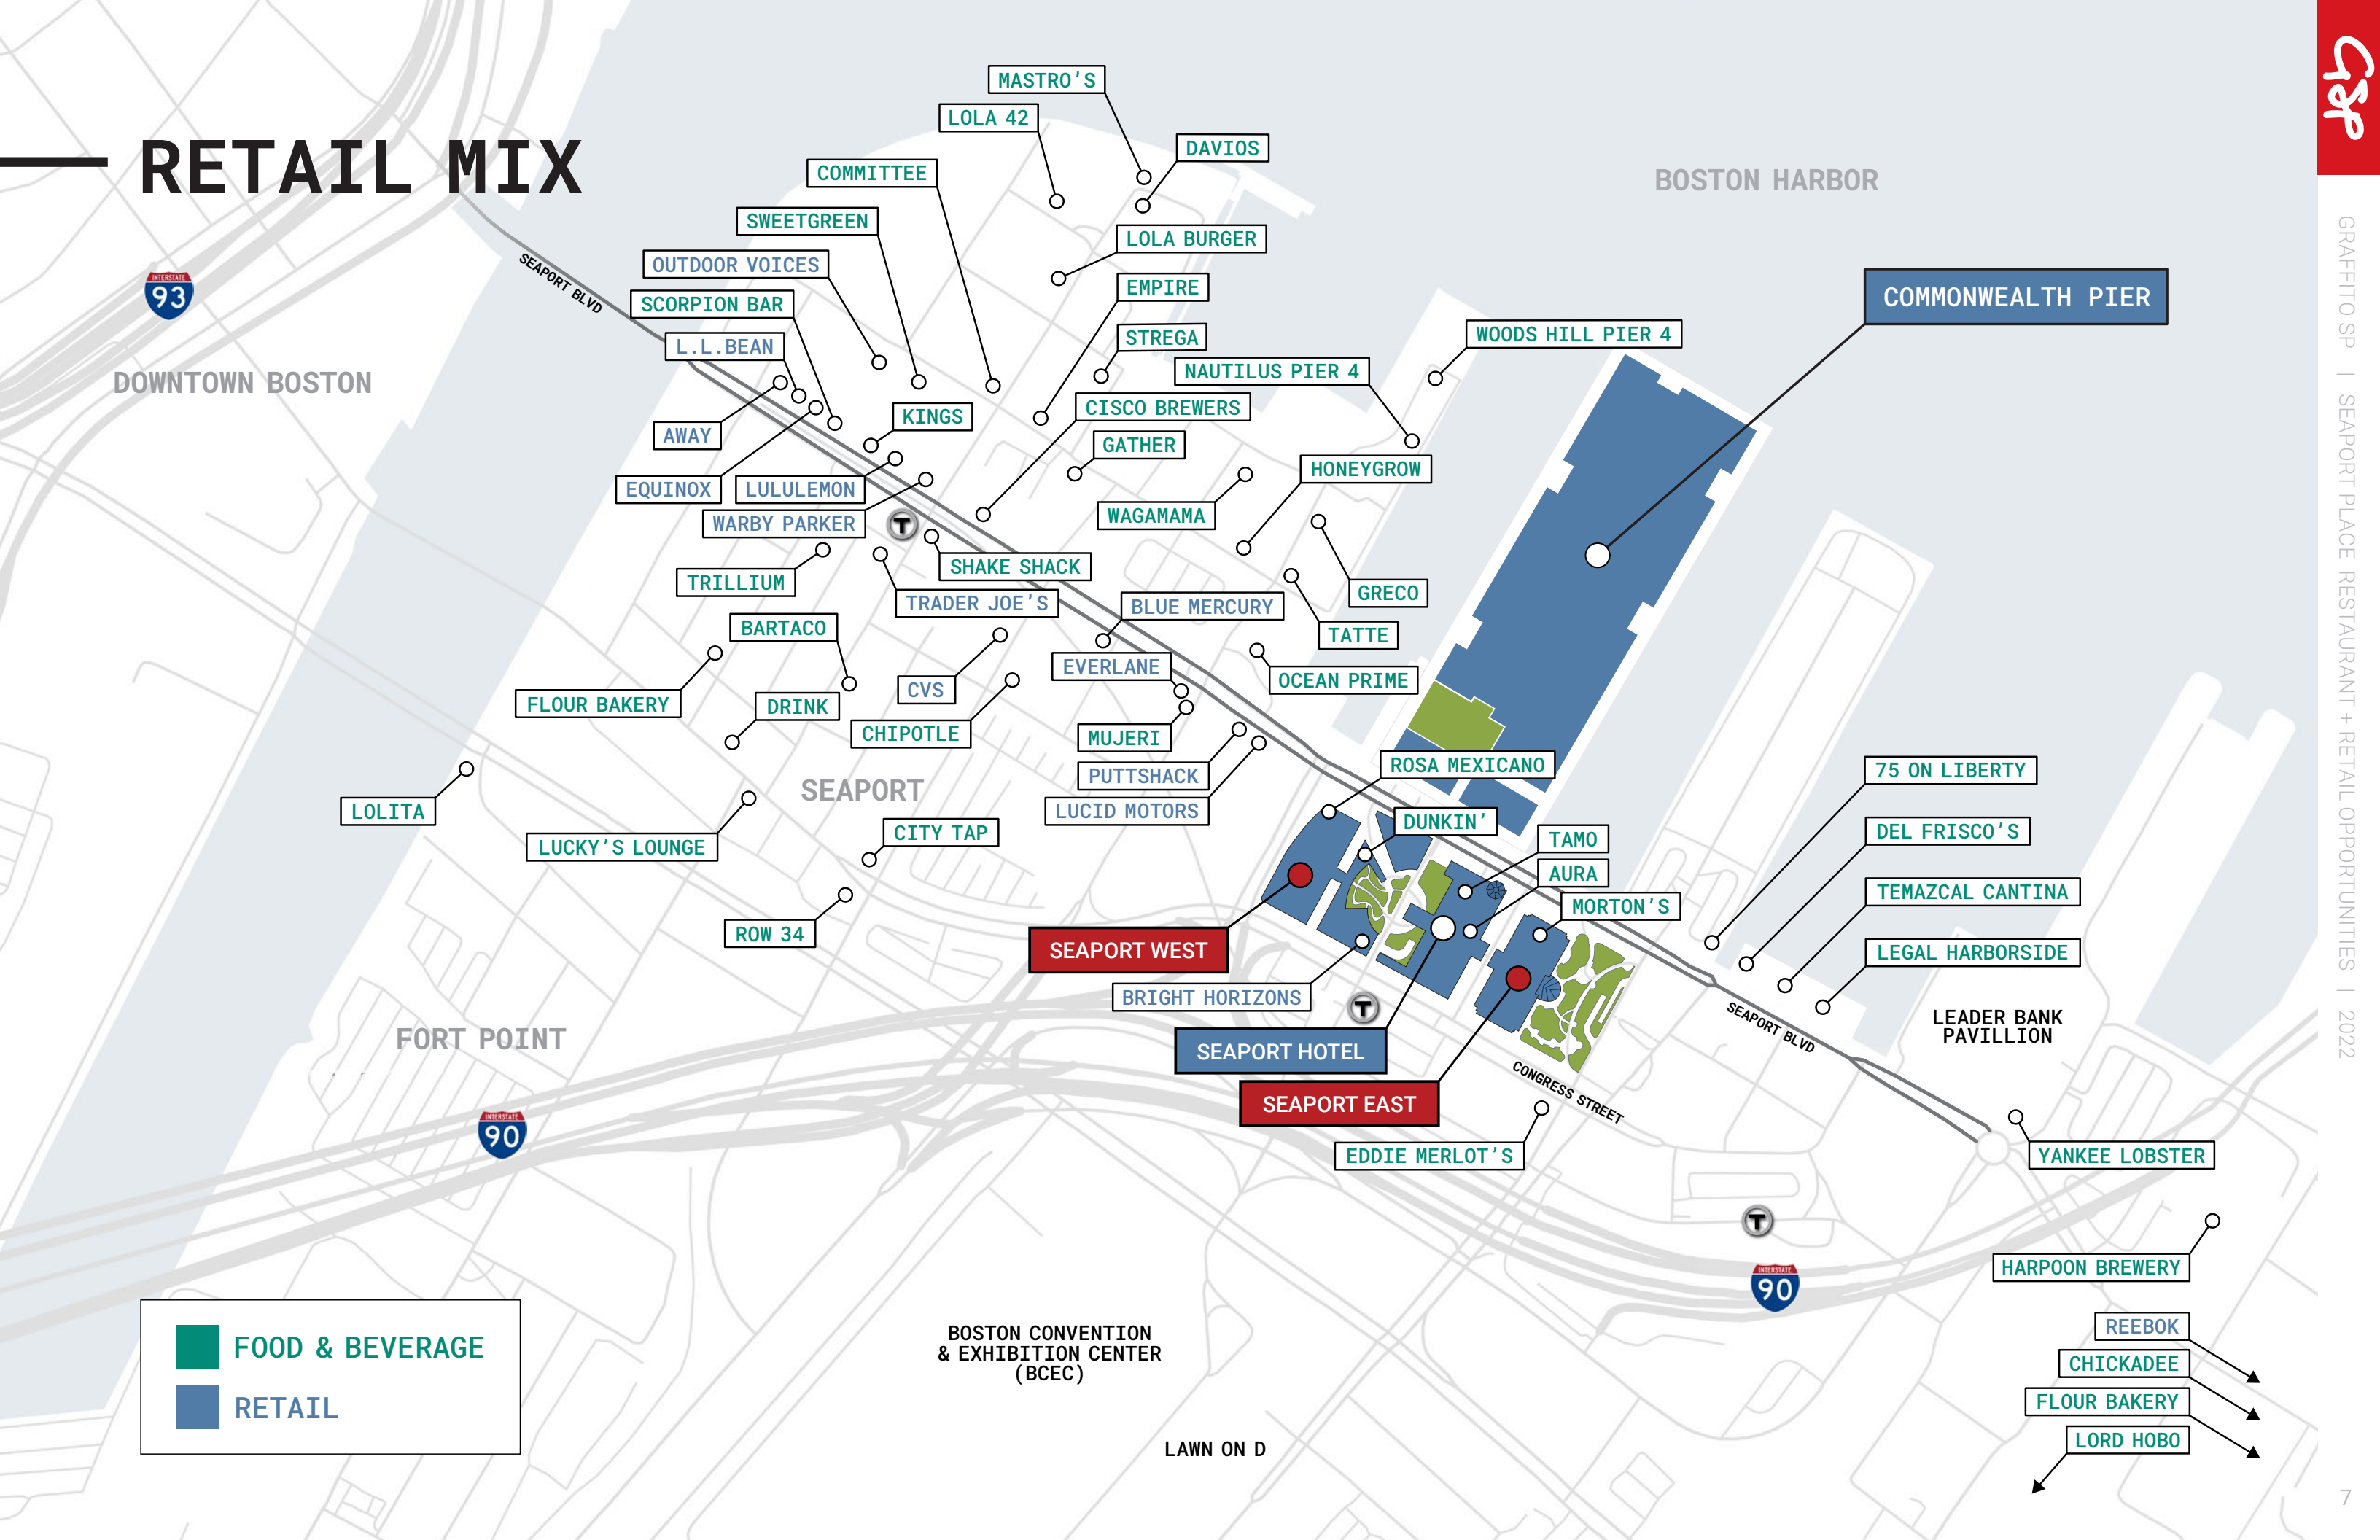 RETAIL MIX
MASTRO'S
LOLA 42
DAVIOS
COMMITTEE
BOSTON HARBOR
SWEETGREEN
LOLA BURGER
OUTDOOR VOICES
SEAPORT BLVD
EMPIRE
COMMONWEALTH PIER
INTERSTATE
93
SCORPION BAR
STREGA
WOODS HILL PIER 4
L.L.BEAN
NAUTILUS PIER 4
DOWNTOWN BOSTON
CISCO BREWERS
KINGS
AWAY
GATHER
HONEYGROW
EQUINOX
LULULEMON
WAGAMAMA
WARBY PARKER
T
SHAKE SHACK
TRILLIUM
GRECO
TRADER JOE'S
BLUE MERCURY
BARTACO
TATTE
EVERLANE
OCEAN PRIME
CVS
FLOUR BAKERY
DRINK
CHIPOTLE
MUJERI
ROSA MEXICANO
75 ON LIBERTY
PUTTSHACK
SEAPORT
LOLITA
LUCID MOTORS
DUNKIN'
CITY TAP
TAMO
DEL FRISCO'S
LUCKY'S LOUNGE
AURA
TEMAZCAL CANTINA
MORTON'S
ROW 34
SEAPORT WEST
LEGAL HARBORSIDE
BRIGHT HORIZONS
T
SEAPORT BLVD
LEADER BANK
PAVILLION
FORT POINT
SEAPORT HOTEL
CONGRESS STREET
SEAPORT EAST
INTERSTATE
90
EDDIE MERLOT'S
YANKEE LOBSTER
T
HARPOON BREWERY
INTERSTATE
90
REEBOK
BOSTON CONVENTION
& EXHIBITION CENTER
(BCEC)
FOOD & BEVERAGE
CHICKADEE
RETAIL
FLOUR BAKERY
LORD HOBO
LAWN ON D
GSP
GRAFFITO SP | SEAPORT PLACE RESTAURANT + RETAIL OPPORTUNITIES | 2022
7